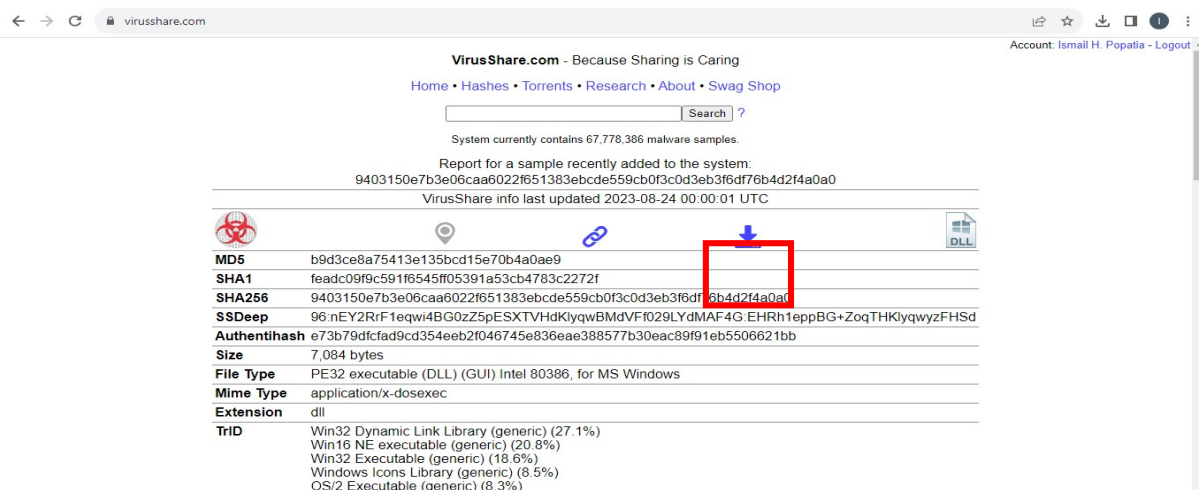 virusshare.com
I
Account: Ismail H. Popatia - Logout
VirusShare.com - Because Sharing is Caring
Home • Hashes • Torrents • Research • About • Swag Shop
Search ?
System currently contains 67,778,386 malware samples.
Report for a sample recently added to the system:
9403150e7b3e06caa6022f651383ebcde559cb0f3c0d3eb3f6df76b4d2f4a0a0
VirusShare info last updated 2023-08-24 00:00:01 UTC
DLL
MD5 b9d3ce8a75413e135bcd15e70b4a0ae9
SHA1 feadc09f9c591f6545ff05391a53cb4783c2272f
SHA256 9403150e7b3e06caa6022f651383ebcde559cb0f3c0d3eb3f6df76b4d2f4a0a0
SSDeep 96:nEY2RrF1eqwi4BG0zZ5pESXTVHdKlyqwBMdVFf029LYdMAF4G:EHRh1eppBG+ZoqTHKlyqwyzFHSd
Authentihash e73b79dfcfad9cd354eeb2f046745e836eae388577b30eac89f91eb5506621bb
Size 7,084 bytes
File Type PE32 executable (DLL) (GUI) Intel 80386, for MS Windows
Mime Type application/x-dosexec
Extension dll
TrID Win32 Dynamic Link Library (generic) (27.1%)
Win16 NE executable (generic) (20.8%)
Win32 Executable (generic) (18.6%)
Windows Icons Library (generic) (8.5%)
OS/2 Executable (generic) (8.3%)